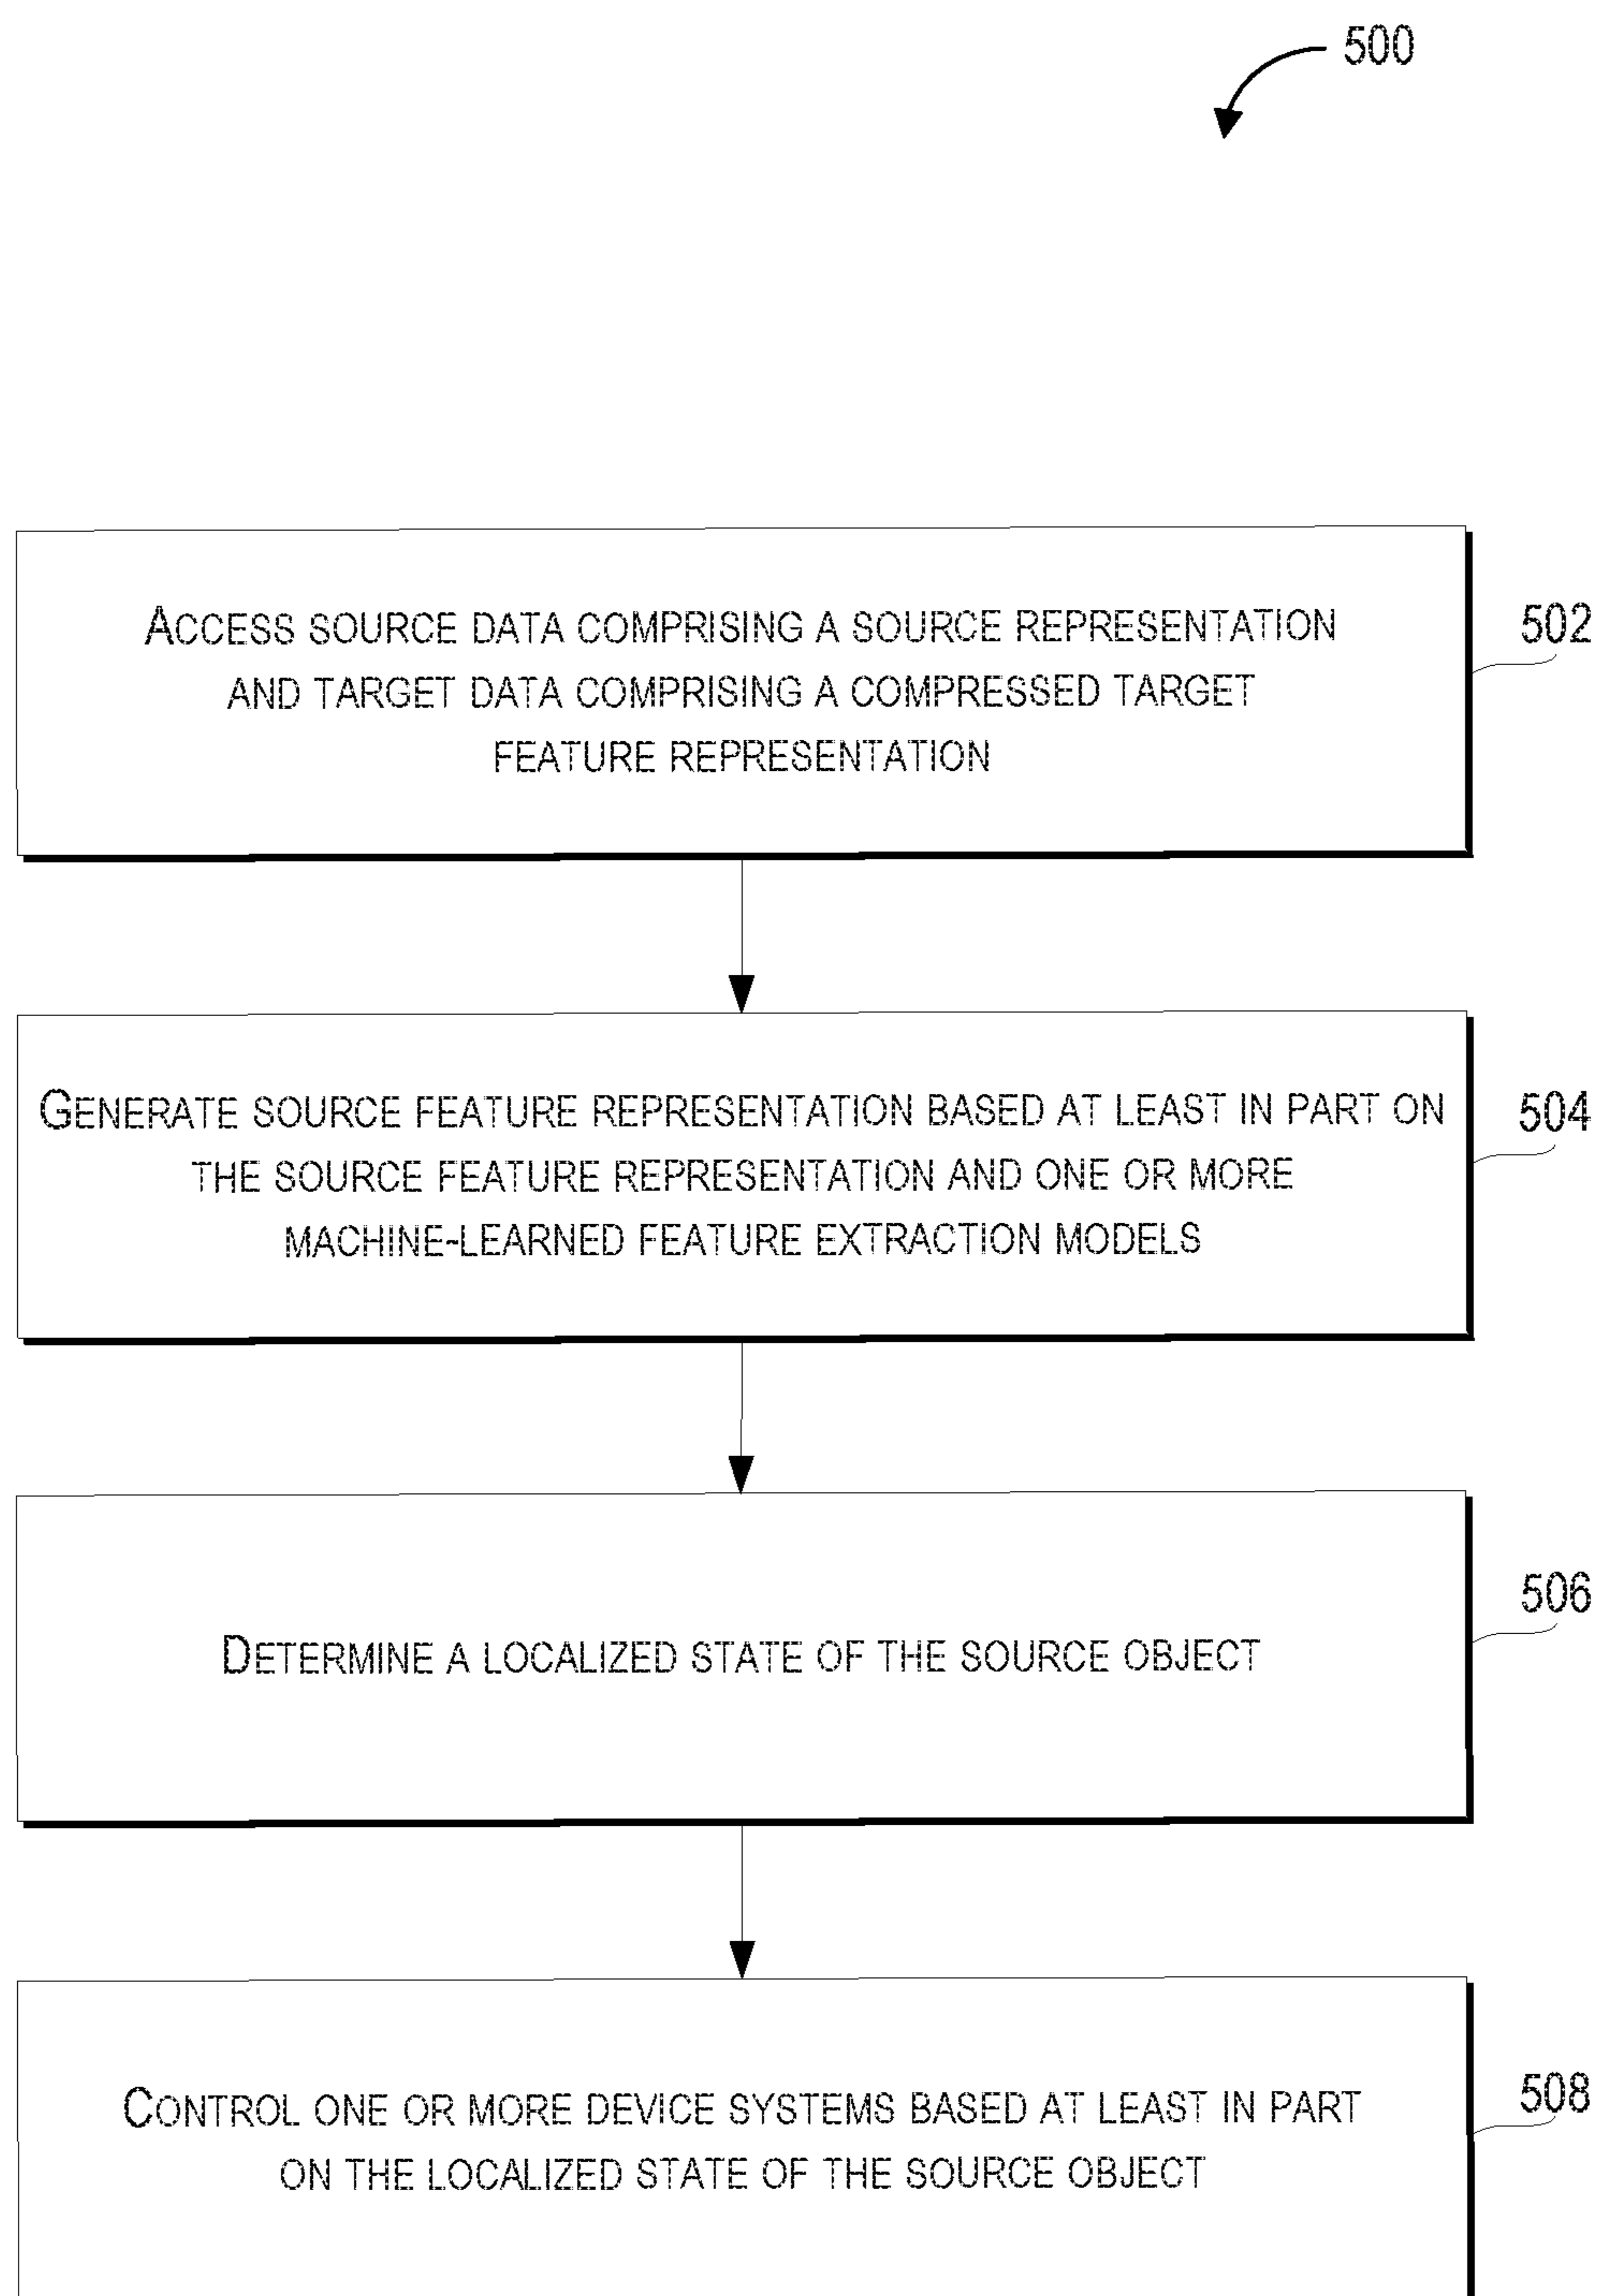 500
ACCESS SOURCE DATA COMPRISING A SOURCE REPRESENTATION
AND TARGET DATA COMPRISING A COMPRESSED TARGET
FEATURE REPRESENTATION
502
GENERATE SOURCE FEATURE REPRESENTATION BASED AT LEAST IN PART ON
THE SOURCE FEATURE REPRESENTATION AND ONE OR MORE
MACHINE-LEARNED FEATURE EXTRACTION MODELS
504
DETERMINE A LOCALIZED STATE OF THE SOURCE OBJECT
506
CONTROL ONE OR MORE DEVICE SYSTEMS BASED AT LEAST IN PART
ON THE LOCALIZED STATE OF THE SOURCE OBJECT
508